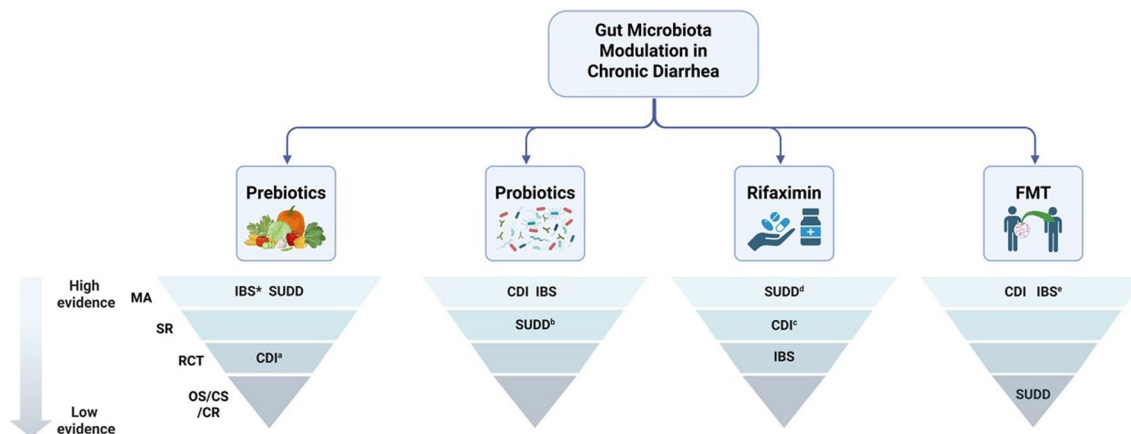 Gut Microbiota
Modulation in
Chronic Diarrhea
Prebiotics
Probiotics
Rifaximin
FMT
High
evidence
MA
IBS* SUDD
CDI IBS
SUDDᵈ
CDI IBSᵉ
SR
SUDDᵇ
CDIᶜ
RCT
CDIᵃ
IBS
OS/CS
/CR
SUDD
Low
evidence